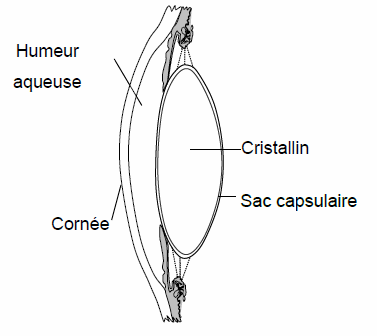 Humeur
aqueuse
Cristallin
Sac capsulaire
Cornée